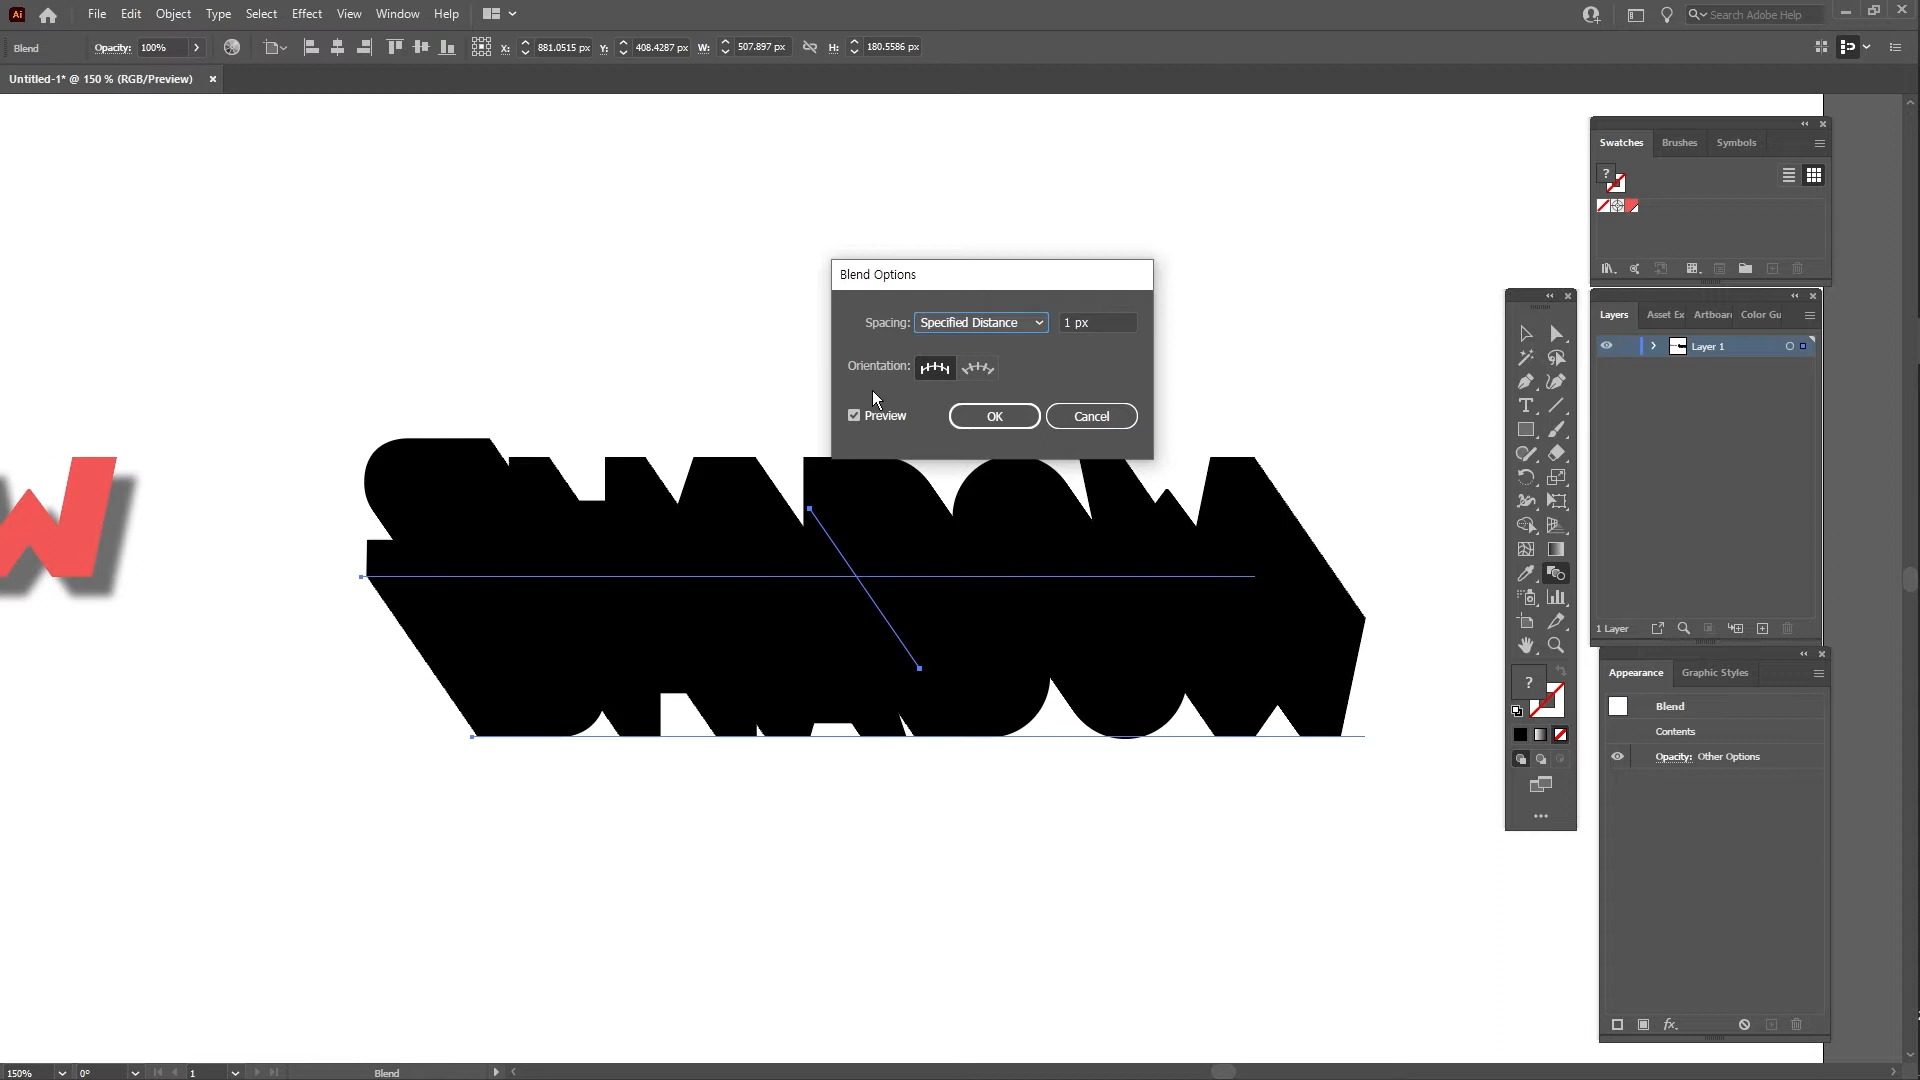 Ai
File Edit Object Type Select Effect View Window Help
Search Adobe Help
Blend Opacity: 100% X: 881.0515 px Y: 408.4287 px W: 507.897 px H: 180.5586 px
Untitled-1* @ 150 % (RGB/Preview)
Swatches Brushes Symbols
?
Blend Options
Spacing: Specified Distance 1 px
Orientation:
Preview OK Cancel
Layers Asset Ex Artboar Color Gu
Layer 1
1 Layer
W
SHADOW
?
Appearance Graphic Styles
Blend
Contents
Opacity: Other Options
fx.
150% 0° 1 Blend